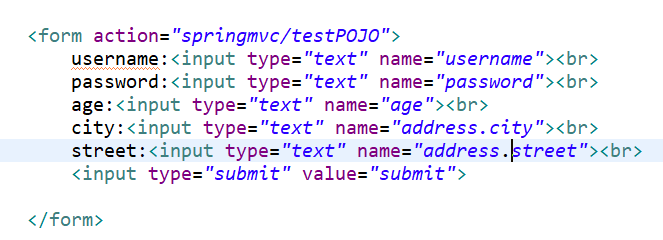 <form action="springmvc/testPOJO">
username:<input type="text" name="username"><br>
password:<input type="text" name="password"><br>
age:<input type="text" name="age"><br>
city:<input type="text" name="address.city"><br>
street:<input type="text" name="address.street"><br>
<input type="submit" value="submit">
</form>